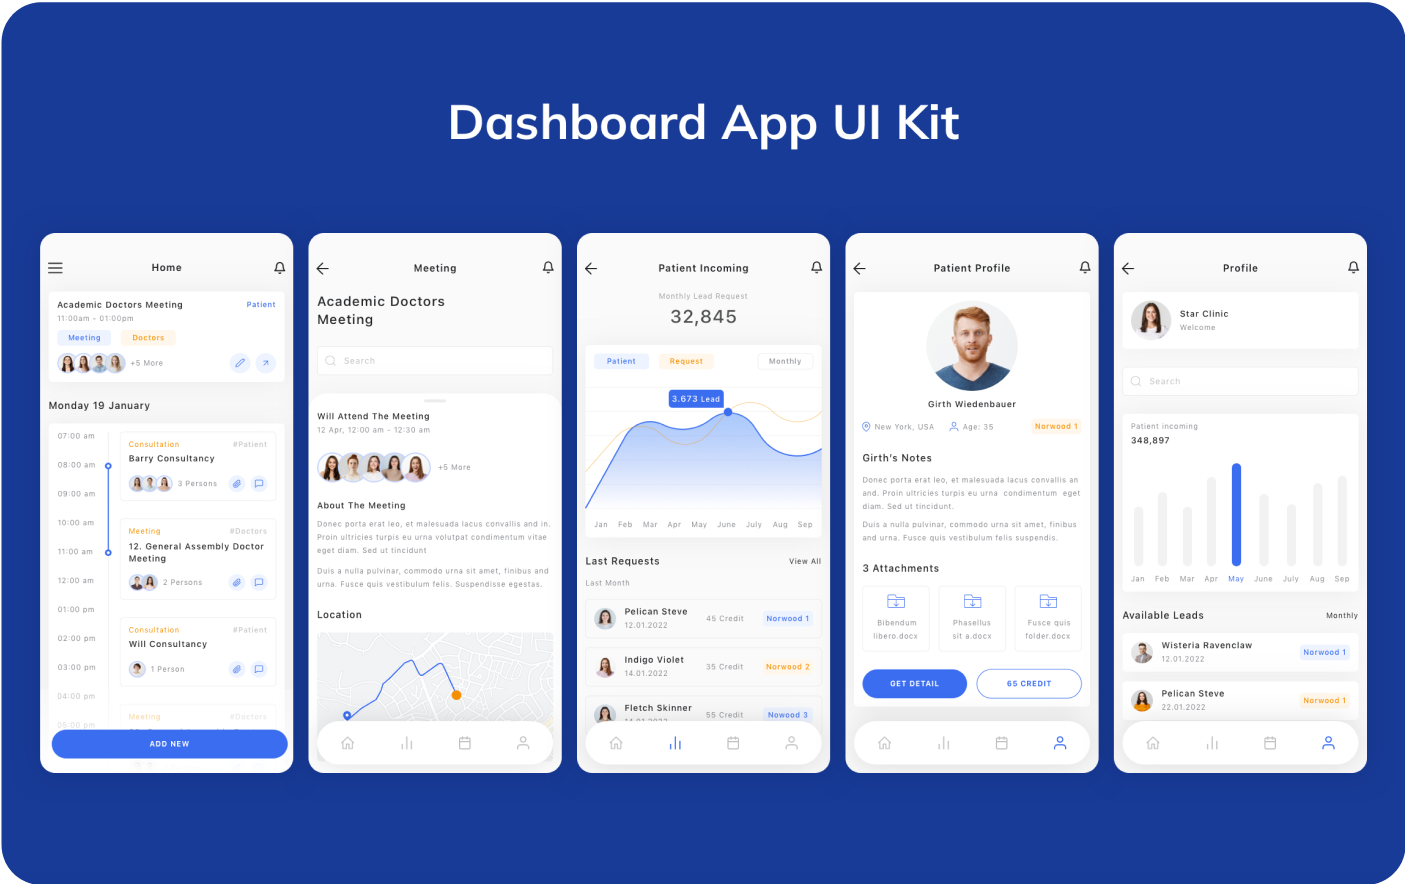 Dashboard App UI Kit
Home
Academic Doctors Meeting
Patient
11:00am - 01:00pm
Meeting
Doctors
+5 More
Monday 19 January
07:00 am
08:00 am
09:00 am
10:00 am
11:00 am
12:00 am
01:00 pm
02:00 pm
03:00 pm
04:00 pm
05:00 pm
Consultation
#Patient
Barry Consultancy
3 Persons
Meeting
#Doctors
12. General Assembly Doctor
Meeting
2 Persons
Consultation
#Patient
Will Consultancy
1 Person
Meeting
#Doctors
ADD NEW
Meeting
Academic Doctors
Meeting
Search
Will Attend The Meeting
12 Apr, 12:00 am - 12:30 am
+5 More
About The Meeting
Donec porta erat leo, et malesuada lacus convallis and in.
Proin ultricies turpis eu urna volutpat condimentum vitae
eget diam. Sed ut tincidunt
Duis a nulla pulvinar, commodo urna sit amet, finibus and
urna. Fusce quis vestibulum felis. Suspendisse egestas.
Location
Patient Incoming
Monthly Lead Request
32,845
Patient
Request
Monthly
3.673 Lead
Jan Feb Mar Apr May June July Aug Sep
Last Requests
View All
Last Month
Pelican Steve
12.01.2022
45 Credit
Norwood 1
Indigo Violet
14.01.2022
35 Credit
Norwood 2
Fletch Skinner
14.01.2022
55 Credit
Nowood 3
Patient Profile
Girth Wiedenbauer
New York, USA
Age: 35
Norwood 1
Girth's Notes
Donec porta erat leo, et malesuada lacus convallis an
and. Proin ultricies turpis eu urna condimentum eget
diam. Sed ut tincidunt.
Duis a nulla pulvinar, commodo urna sit amet, finibus
urna. Fusce quis vestibulum felis suspendis.
3 Attachments
Bibendum
libero.docx
Phasellus
sit a.docx
Fusce quis
folder.docx
GET DETAIL
65 CREDIT
Profile
Star Clinic
Welcome
Search
Patient incoming
348,897
Jan Feb Mar Apr May June July Aug Sep
Available Leads
Monthly
Wisteria Ravenclaw
12.01.2022
Norwood 1
Pelican Steve
22.01.2022
Norwood 1